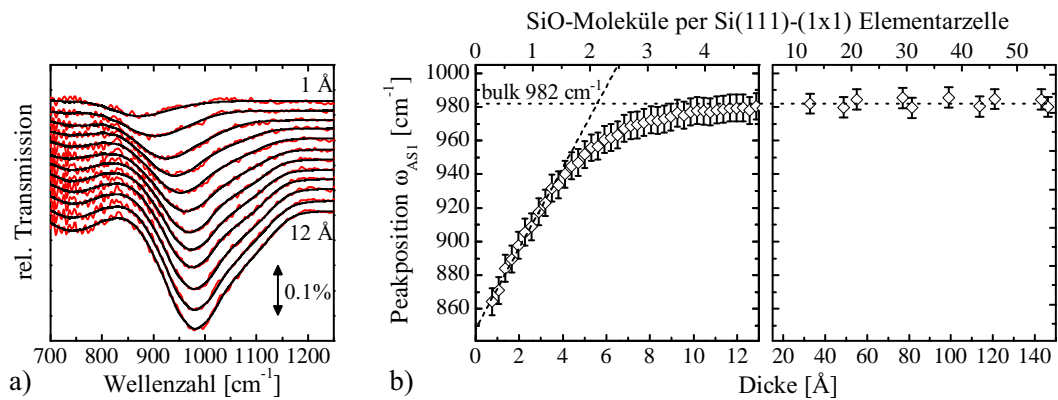 a)
rel. Transmission
1 Å
12 Å
0.1%
700 800 900 1000 1100 1200
Wellenzahl [cm⁻¹]
b)
SiO-Moleküle per Si(111)-(1x1) Elementarzelle
0 1 2 3 4 10 20 30 40 50
Peakposition ω_AS1 [cm⁻¹]
1000
980
960
940
920
900
880
860
bulk 982 cm⁻¹
0 2 4 6 8 10 12 20 40 60 80 100 120 140
Dicke [Å]